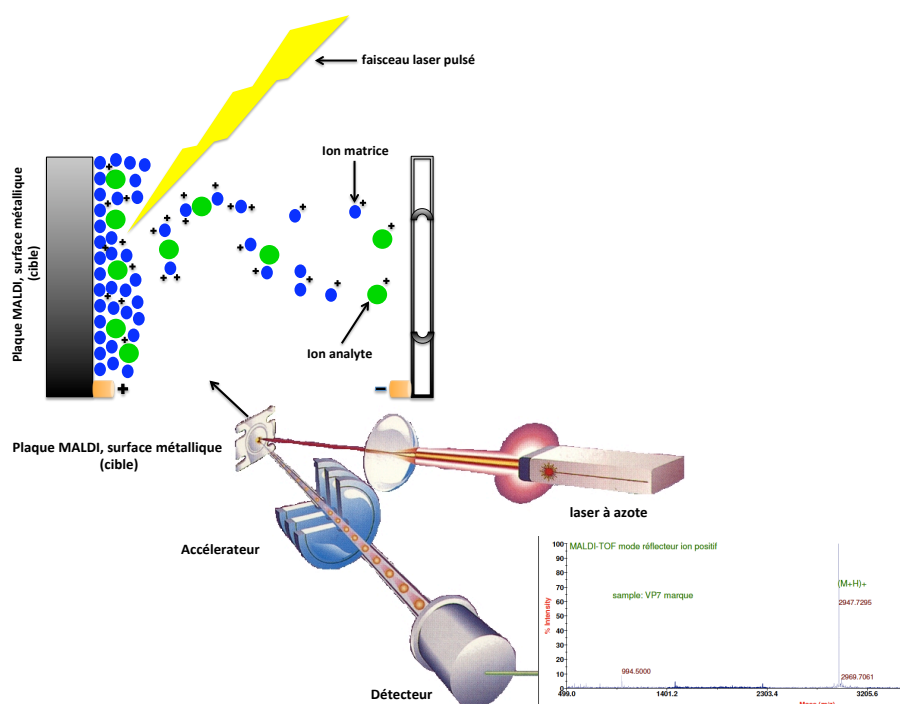 faisceau laser pulsé
Ion matrice
Plaque MALDI, surface métallique
(cible)
Ion analyte
+
–
Plaque MALDI, surface métallique
(cible)
laser à azote
Accélerateur
Détecteur
MALDI-TOF mode réflecteur ion positif
sample: VP7 marque
(M+H)+
2947.7295
994.5000
2969.7061
% Intensity
100
90
80
70
60
50
40
30
20
10
0
499.0 1401.2 2303.4 3205.6